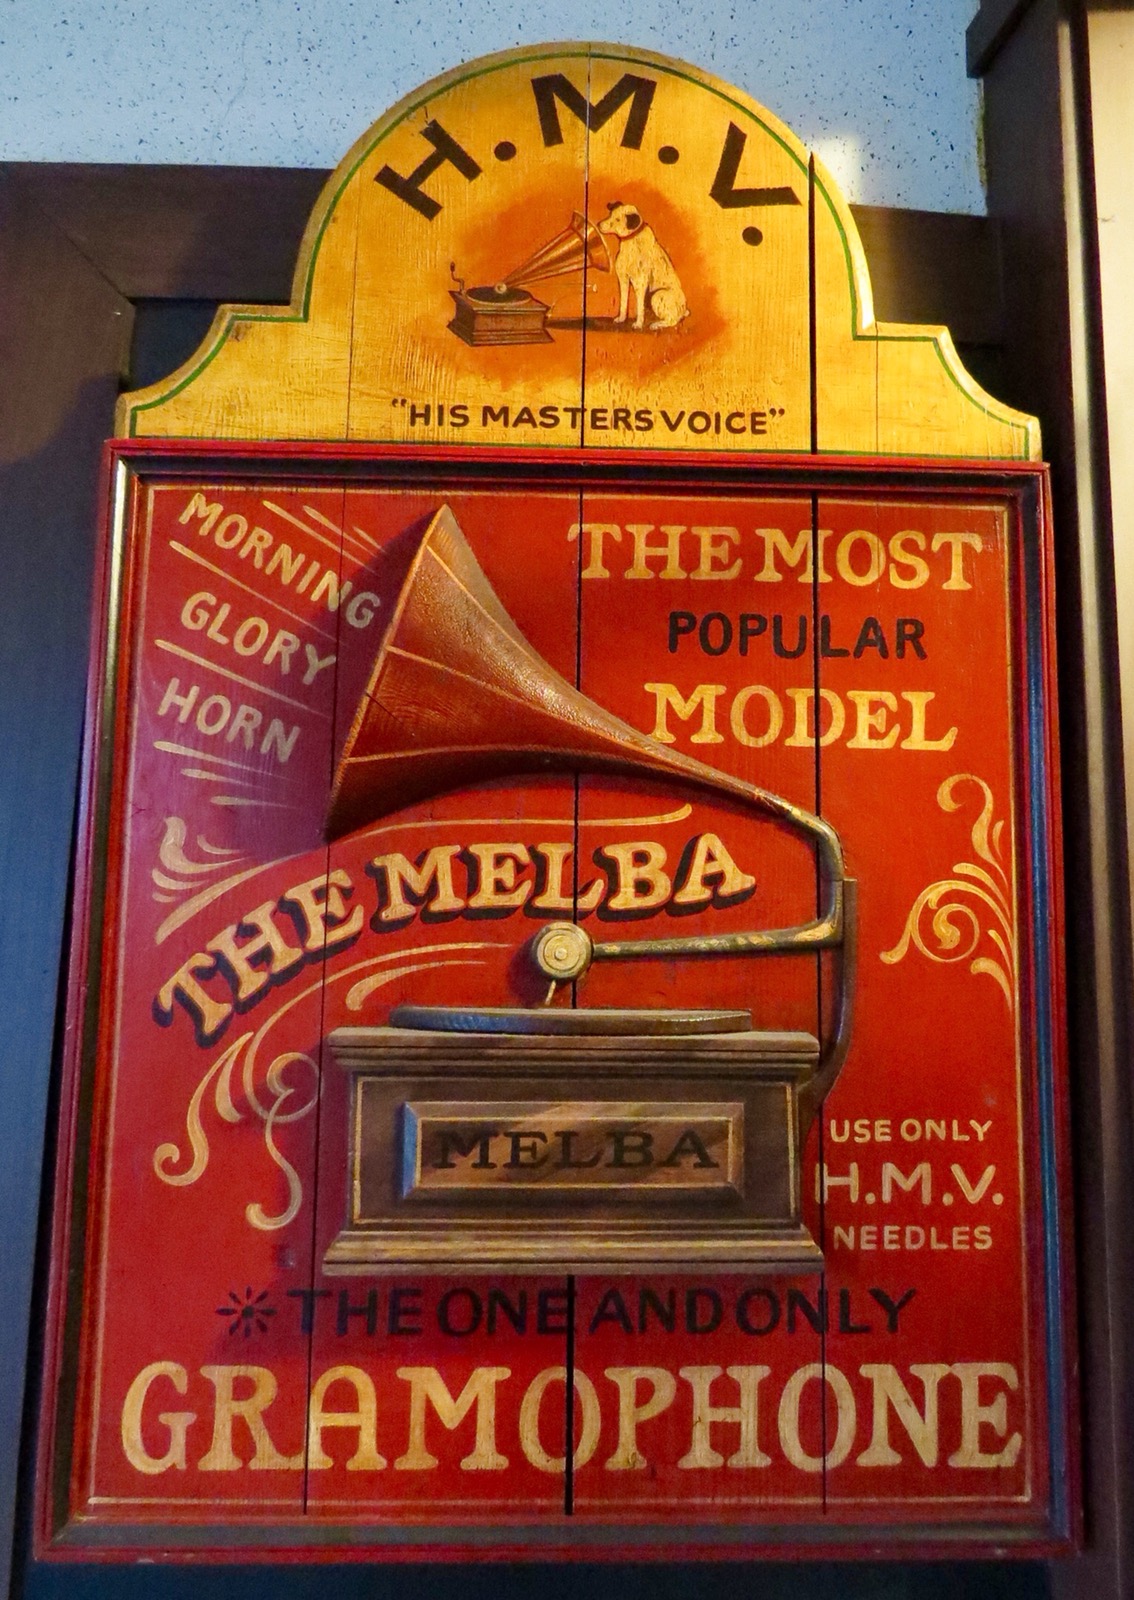 H.M.V.
"HIS MASTERS VOICE"
MORNING
GLORY
HORN
THE MOST
POPULAR
MODEL
THE MELBA
MELBA
USE ONLY
H.M.V.
NEEDLES
THE ONE AND ONLY
GRAMOPHONE